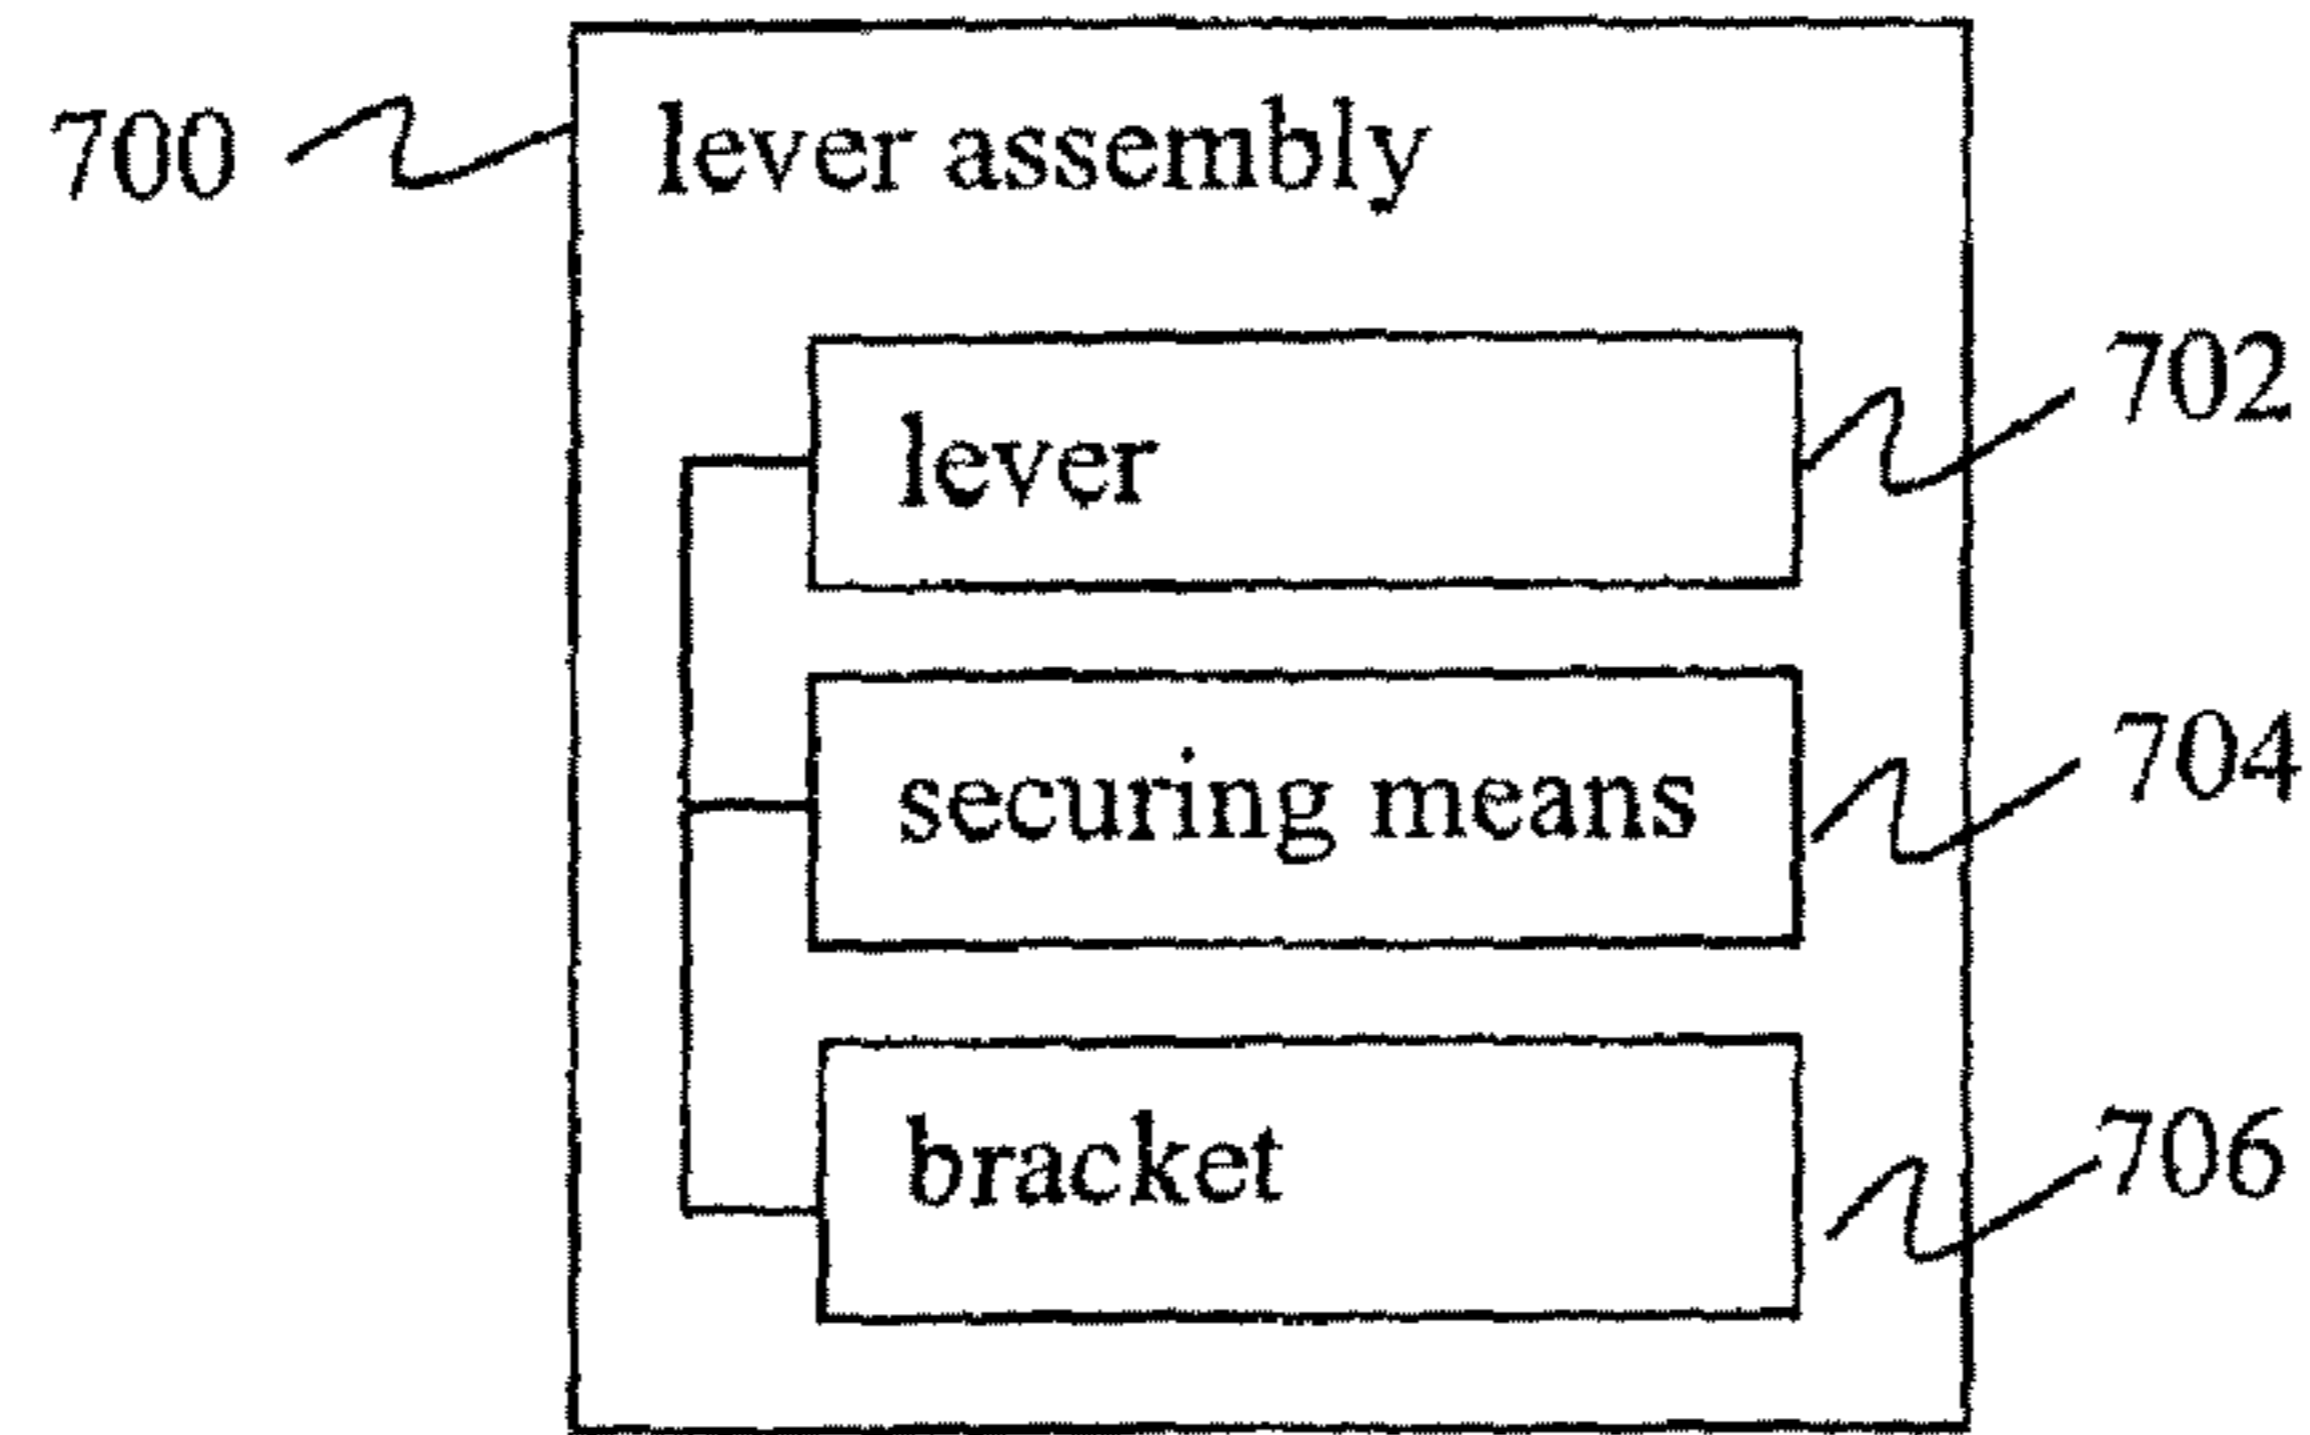 700 lever assembly
lever 702
securing means 704
bracket 706